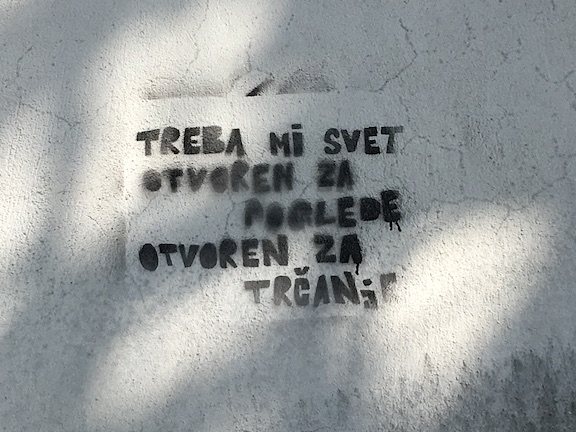 TREBA Mi SVET
OTVOREN ZA
POGLEDE
OTVOREN ZA
TRČANjE